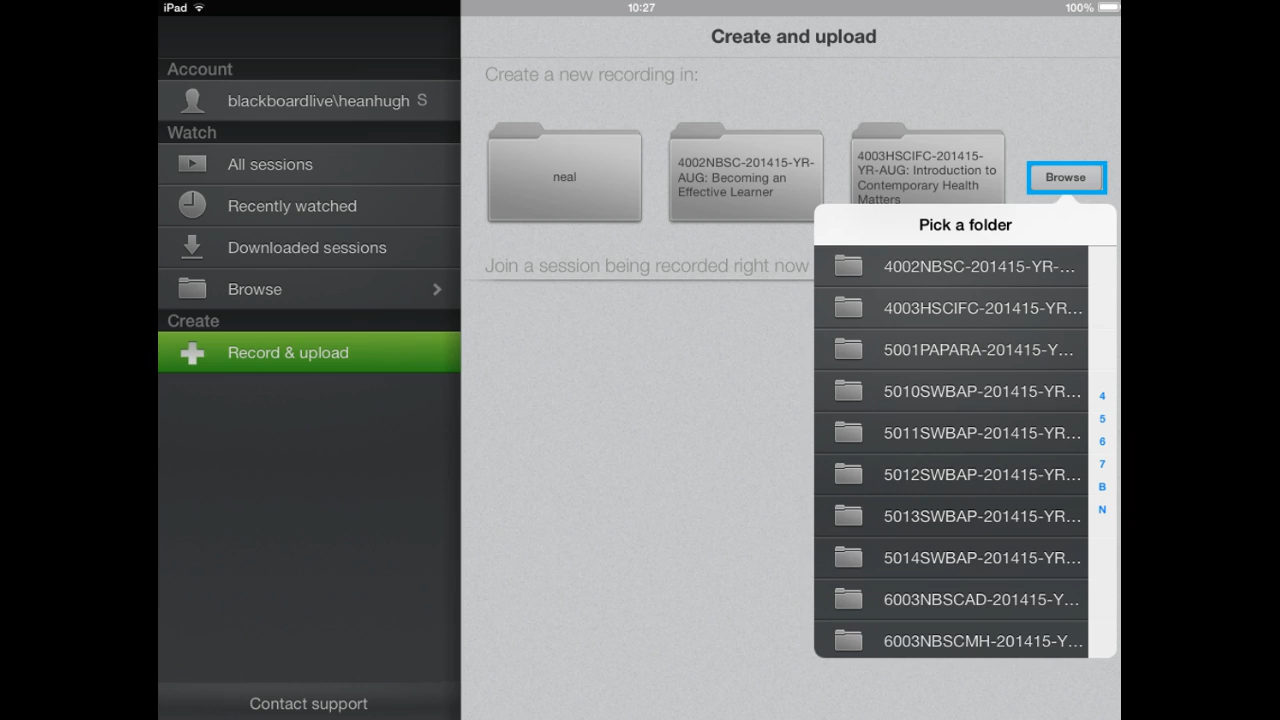 iPad
10:27
100%
Account
blackboardlive\heanhugh S
Watch
All sessions
Recently watched
Downloaded sessions
Browse
Create
Record & upload
Contact support
Create and upload
Create a new recording in:
neal
4002NBSC-201415-YR-
AUG: Becoming an
Effective Learner
4003HSCIFC-201415-
YR-AUG: Introduction to
Contemporary Health
Matters
Browse
Join a session being recorded right now
Pick a folder
4002NBSC-201415-YR-...
4003HSCIFC-201415-YR...
5001PAPARA-201415-Y...
5010SWBAP-201415-YR...
5011SWBAP-201415-YR...
5012SWBAP-201415-YR...
5013SWBAP-201415-YR...
5014SWBAP-201415-YR...
6003NBSCAD-201415-Y...
6003NBSCMH-201415-Y...
4
5
6
7
B
N